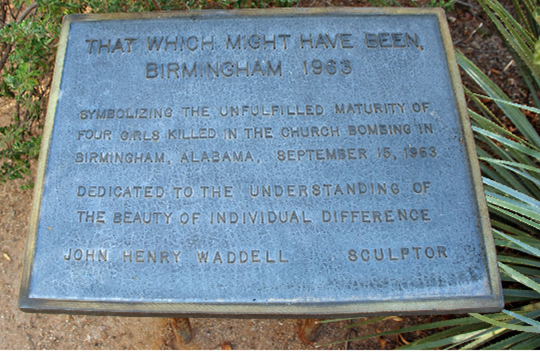 THAT WHICH MIGHT HAVE BEEN,
BIRMINGHAM 1963
SYMBOLIZING THE UNFULFILLED MATURITY OF
FOUR GIRLS KILLED IN THE CHURCH BOMBING IN
BIRMINGHAM, ALABAMA, SEPTEMBER 15, 1963
DEDICATED TO THE UNDERSTANDING OF
THE BEAUTY OF INDIVIDUAL DIFFERENCE
JOHN HENRY WADDELL SCULPTOR